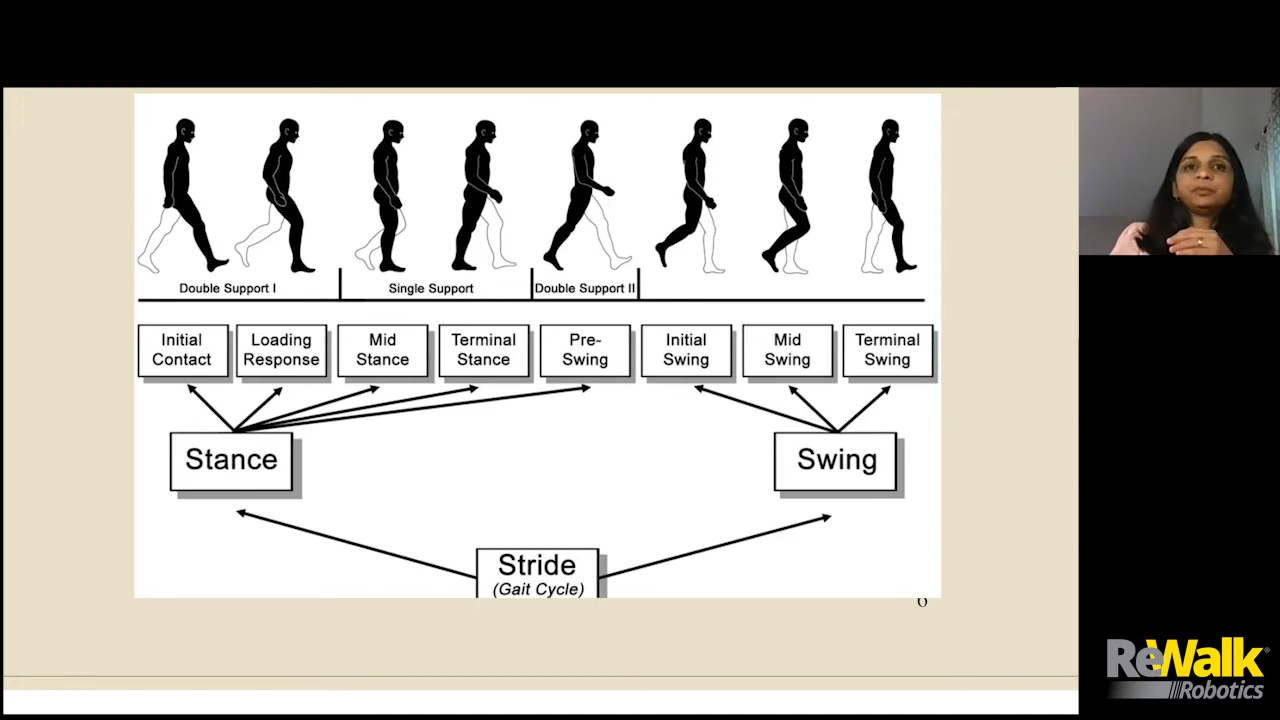 Double Support I
Single Support
Double Support II
Initial Contact
Loading Response
Mid Stance
Terminal Stance
Pre-Swing
Initial Swing
Mid Swing
Terminal Swing
Stance
Swing
Stride
(Gait Cycle)
6
ReWalk
Robotics